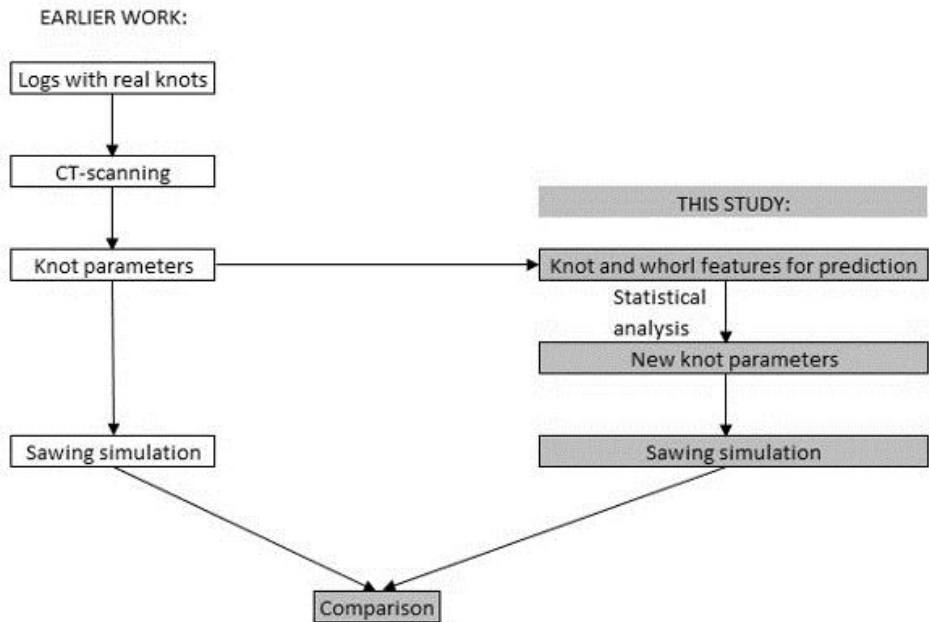 EARLIER WORK:
Logs with real knots
CT-scanning
Knot parameters
Sawing simulation
THIS STUDY:
Knot and whorl features for prediction
Statistical
analysis
New knot parameters
Sawing simulation
Comparison